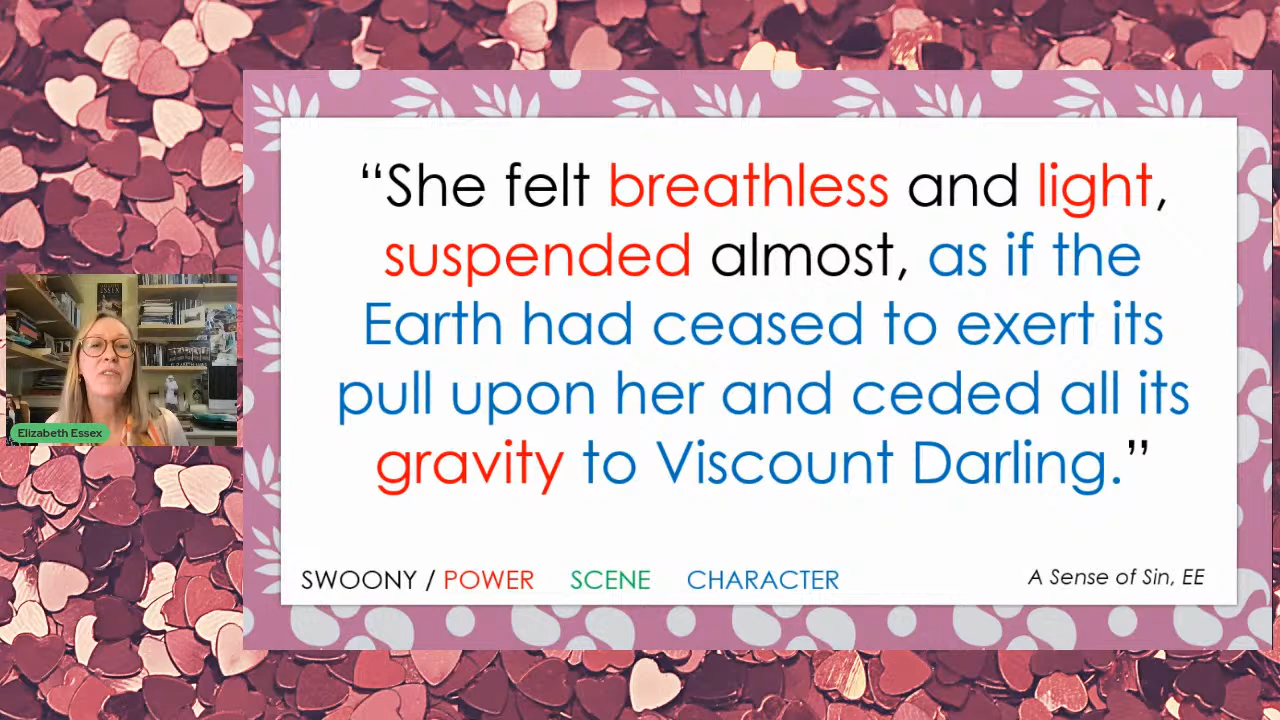 “She felt breathless and light,
suspended almost, as if the
Earth had ceased to exert its
pull upon her and ceded all its
gravity to Viscount Darling.”
SWOONY / POWER SCENE CHARACTER
A Sense of Sin, EE
ESSEX
Elizabeth Essex